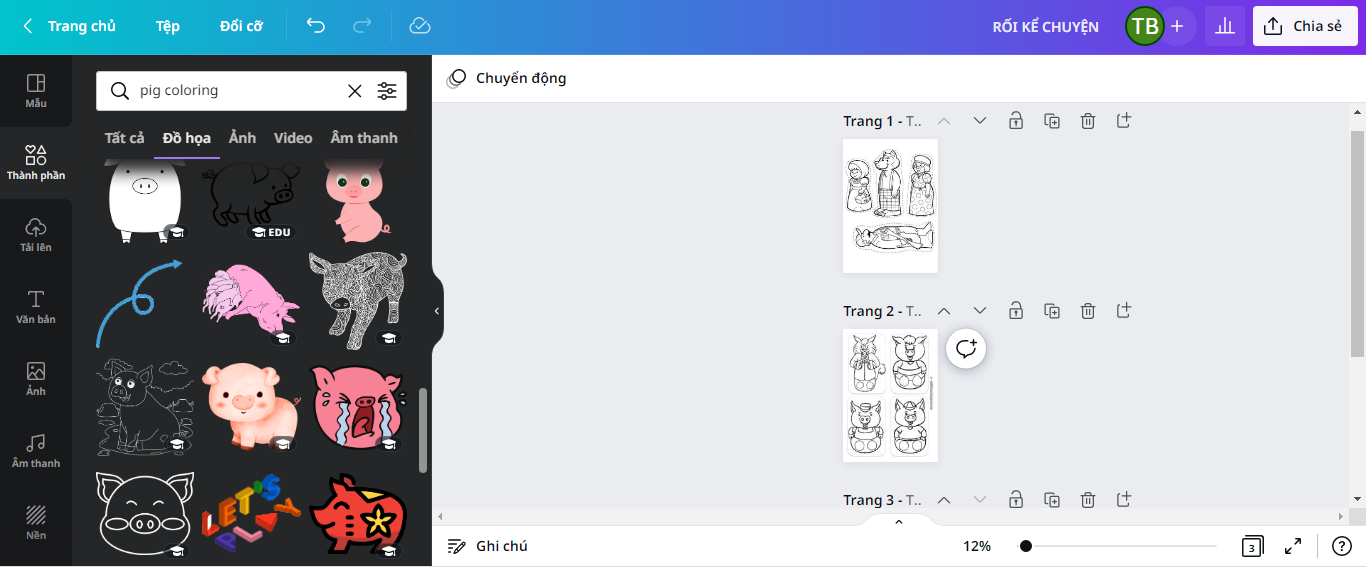 Trang chủ
Tệp
Đổi cỡ
RỐI KỂ CHUYỆN
TB
Chia sẻ
Mẫu
Thành phần
Tải lên
Văn bản
Ảnh
Âm thanh
Nền
pig coloring
Tất cả
Đồ họa
Ảnh
Video
Âm thanh
EDU
LET'S
PLAY
Chuyển động
Trang 1 - T..
Trang 2 - T..
Trang 3 - T..
Ghi chú
12%
3